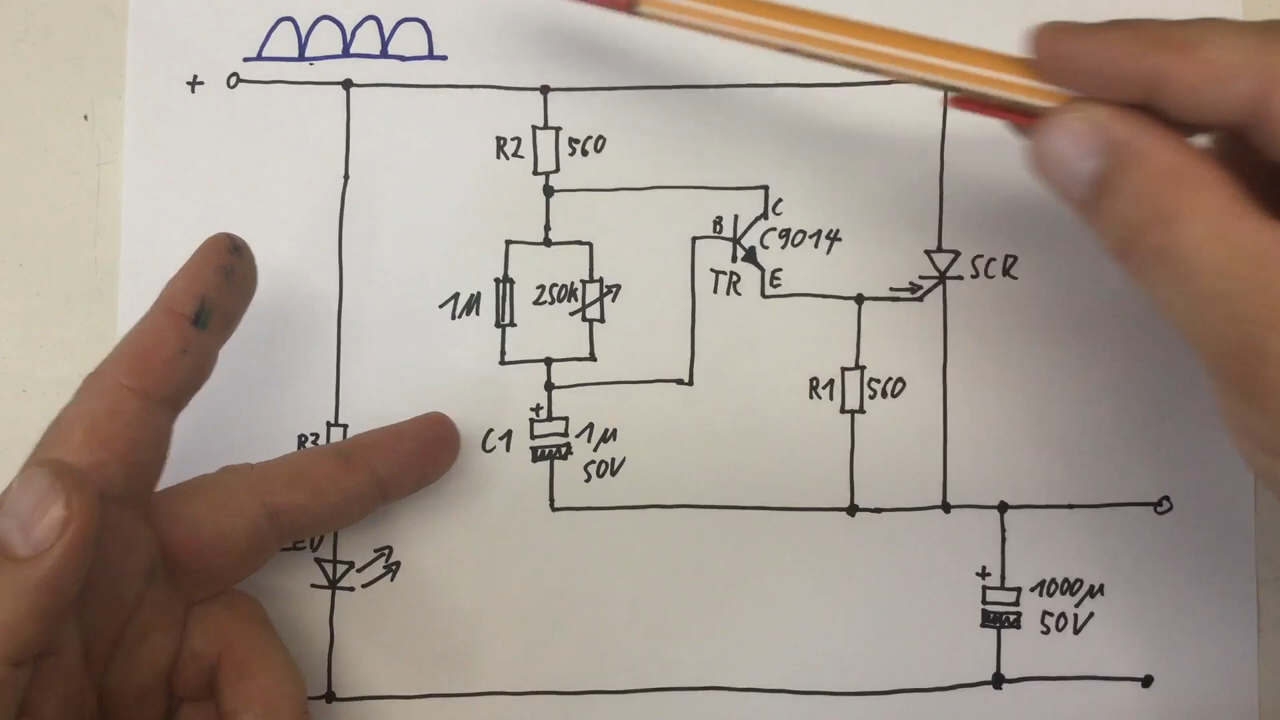 +
R2
560
B
C
C9014
TR
E
SCR
1M
250k
R1
560
+
C1
1µ
50V
R3
+
1000µ
50V